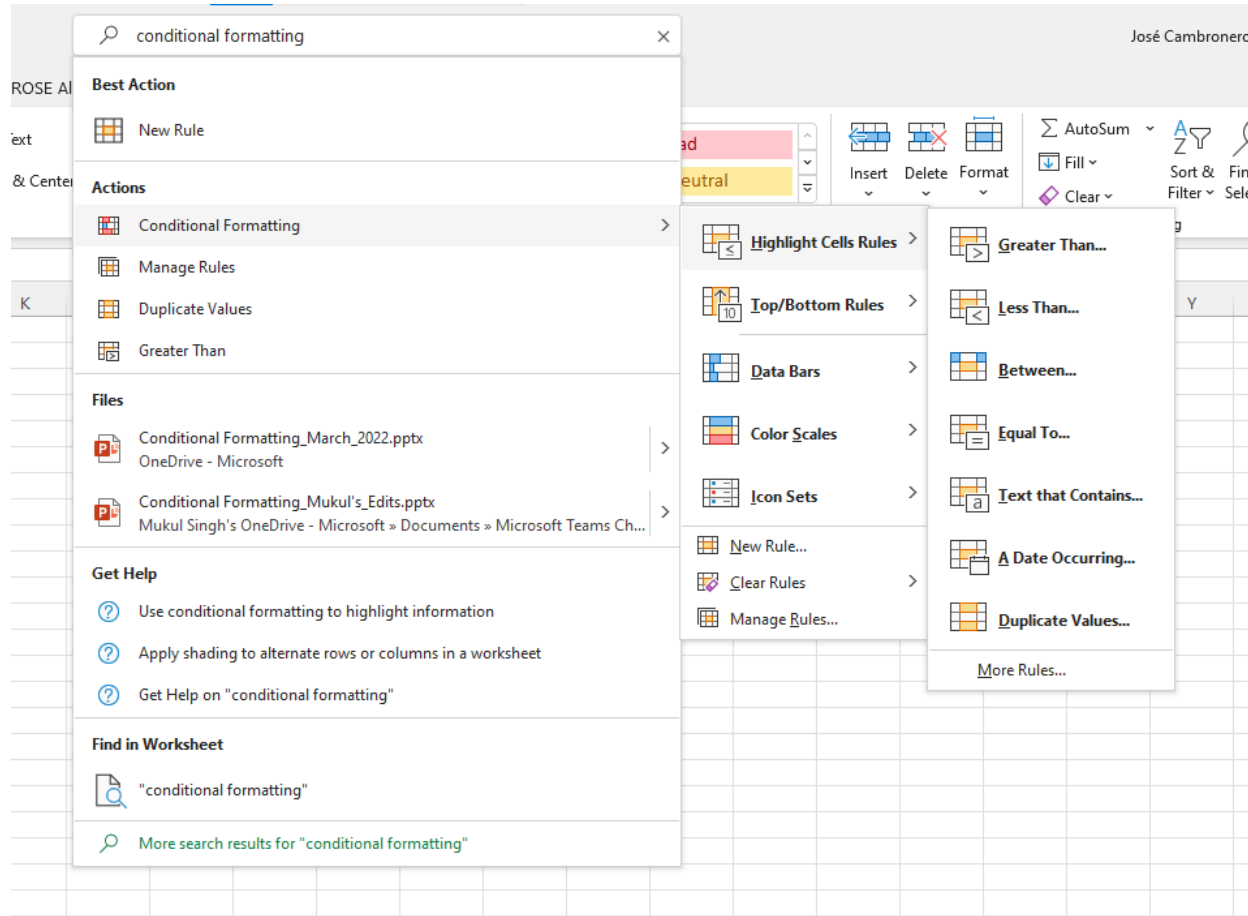 conditional formatting
José Cambronero
ROSE Al
Best Action
New Rule
Actions
Conditional Formatting
Manage Rules
Duplicate Values
Greater Than
Files
Conditional Formatting_March_2022.pptx
OneDrive - Microsoft
Conditional Formatting_Mukul's_Edits.pptx
Mukul Singh's OneDrive - Microsoft » Documents » Microsoft Teams Ch...
Get Help
Use conditional formatting to highlight information
Apply shading to alternate rows or columns in a worksheet
Get Help on "conditional formatting"
Find in Worksheet
"conditional formatting"
More search results for "conditional formatting"
ext
& Center
K
ad
eutral
Insert
Delete
Format
AutoSum
Fill
Clear
Sort &
Filter
Fin
Sele
g
Y
Highlight Cells Rules
Top/Bottom Rules
10
Data Bars
Color Scales
Icon Sets
New Rule...
Clear Rules
Manage Rules...
Greater Than...
Less Than...
Between...
Equal To...
Text that Contains...
A Date Occurring...
Duplicate Values...
More Rules...